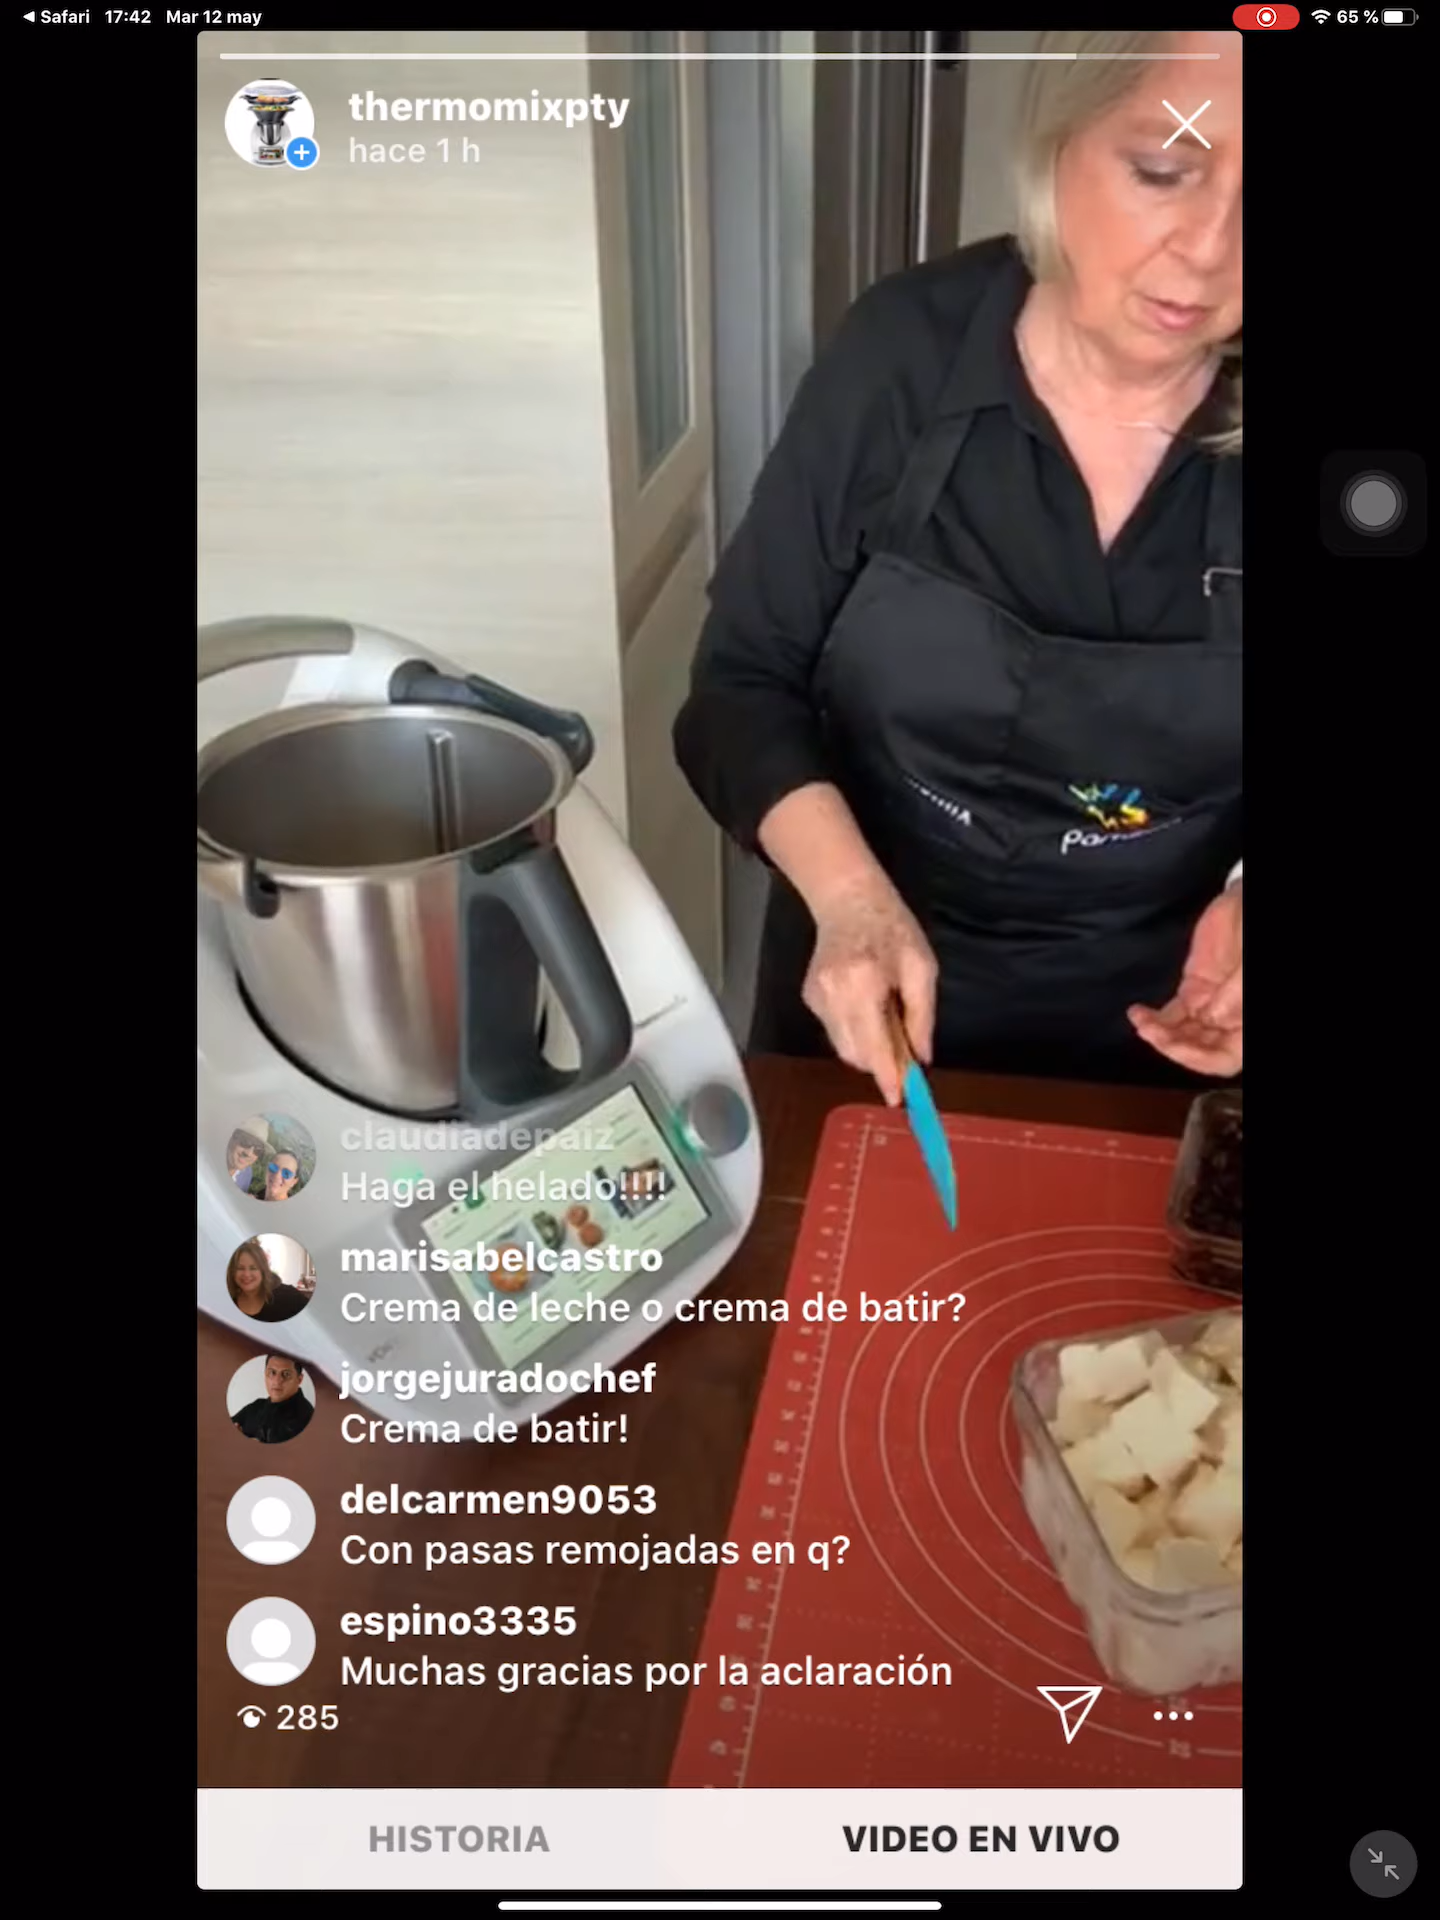 ◀ Safari 17:42 Mar 12 may 65 %
thermomixpty
hace 1 h
claudiadepaiz
Haga el helado!!!!
marisabelcastro
Crema de leche o crema de batir?
jorgejuradochef
Crema de batir!
delcarmen9053
Con pasas remojadas en q?
espino3335
Muchas gracias por la aclaración
285
HISTORIA VIDEO EN VIVO